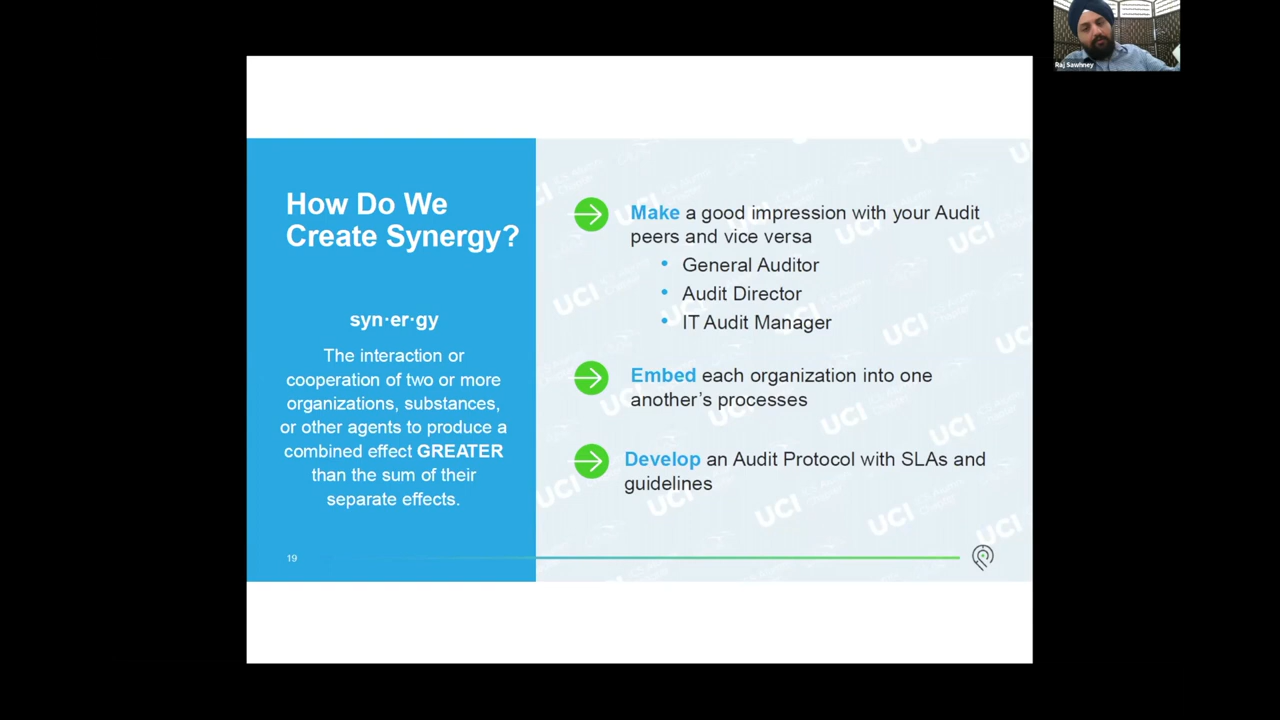 Raj Sawhney
How Do We
Create Synergy?
syn·er·gy
The interaction or
cooperation of two or more
organizations, substances,
or other agents to produce a
combined effect GREATER
than the sum of their
separate effects.
19
Make a good impression with your Audit
peers and vice versa
• General Auditor
• Audit Director
• IT Audit Manager
Embed each organization into one
another’s processes
Develop an Audit Protocol with SLAs and
guidelines
UCI